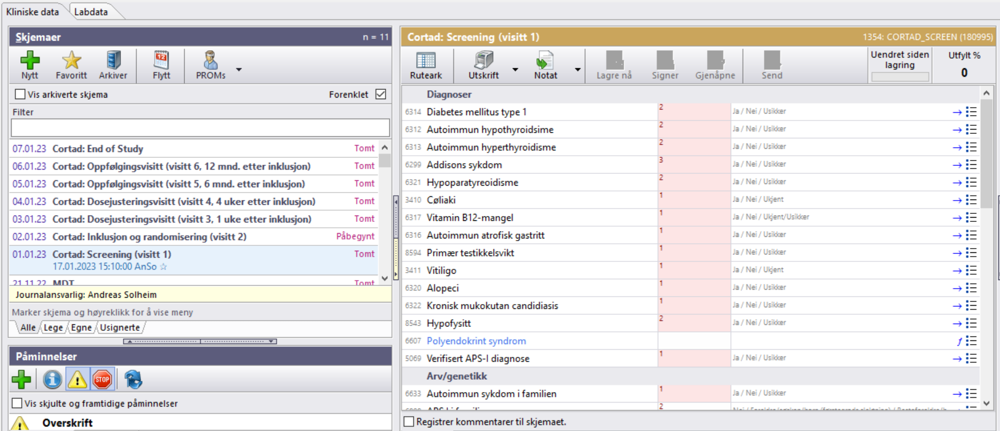 Kliniske data
Labdata
Skjemaer
n = 11
Nytt
Favoritt
Arkiver
Flytt
PROMs
Vis arkiverte skjema
Forenklet
Filter
07.01.23 Cortad: End of Study Tomt
06.01.23 Cortad: Oppfølgingsvisitt (visitt 6, 12 mnd. etter inklusjon) Tomt
05.01.23 Cortad: Oppfølgingsvisitt (visitt 5, 6 mnd. etter inklusjon) Tomt
04.01.23 Cortad: Dosejusteringsvisitt (visitt 4, 4 uker etter inklusjon) Tomt
03.01.23 Cortad: Dosejusteringsvisitt (visitt 3, 1 uke etter inklusjon) Tomt
02.01.23 Cortad: Inklusjon og randomisering (visitt 2) Påbegynt
01.01.23 Cortad: Screening (visitt 1) Tomt
17.01.2023 15:10:00 AnSo ☆
21.11.22 MDT Tomt
Journalansvarlig: Andreas Solheim
Marker skjema og høyreklikk for å vise meny
Alle Lege Egne Usignerte
Påminnelser
STOP
Vis skjulte og framtidige påminnelser
Overskrift
Cortad: Screening (visitt 1)
1354: CORTAD_SCREEN (180995)
Ruteark
Utskrift
Notat
Lagre nå
Signer
Gjenåpne
Send
Uendret siden
lagring
Utfylt %
0
Diagnoser
6314 Diabetes mellitus type 1 2 Ja / Nei / Usikker
6312 Autoimmun hypothyroidsime 2 Ja / Nei / Usikker
6313 Autoimmun hyperthyroidisme 2 Ja / Nei / Usikker
6299 Addisons sykdom 3 Ja / Nei / Usikker
6321 Hypoparatyreoidisme 2 Ja / Nei / Usikker
3410 Cøliaki 1 Ja / Nei / Ukjent
6317 Vitamin B12-mangel 1 Ja / Nei / Ukjent/Usikker
6316 Autoimmun atrofisk gastritt 1 Ja / Nei / Usikker
8594 Primær testikkelsvikt 1 Ja / Nei / Usikker
3411 Vitiligo 1 Ja / Nei / Ukjent
6320 Alopeci 1 Ja / Nei / Usikker
6322 Kronisk mukokutan candidiasis 1 Ja / Nei / Usikker
8543 Hypofysitt 2 Ja / Nei / Usikker
6607 Polyendokrint syndrom ƒ
5069 Verifisert APS-I diagnose 1 Ja / Nei / Usikker
Arv/genetikk
6633 Autoimmun sykdom i familien 1 Ja / Nei / Usikker
2
Registrer kommentarer til skjemaet.